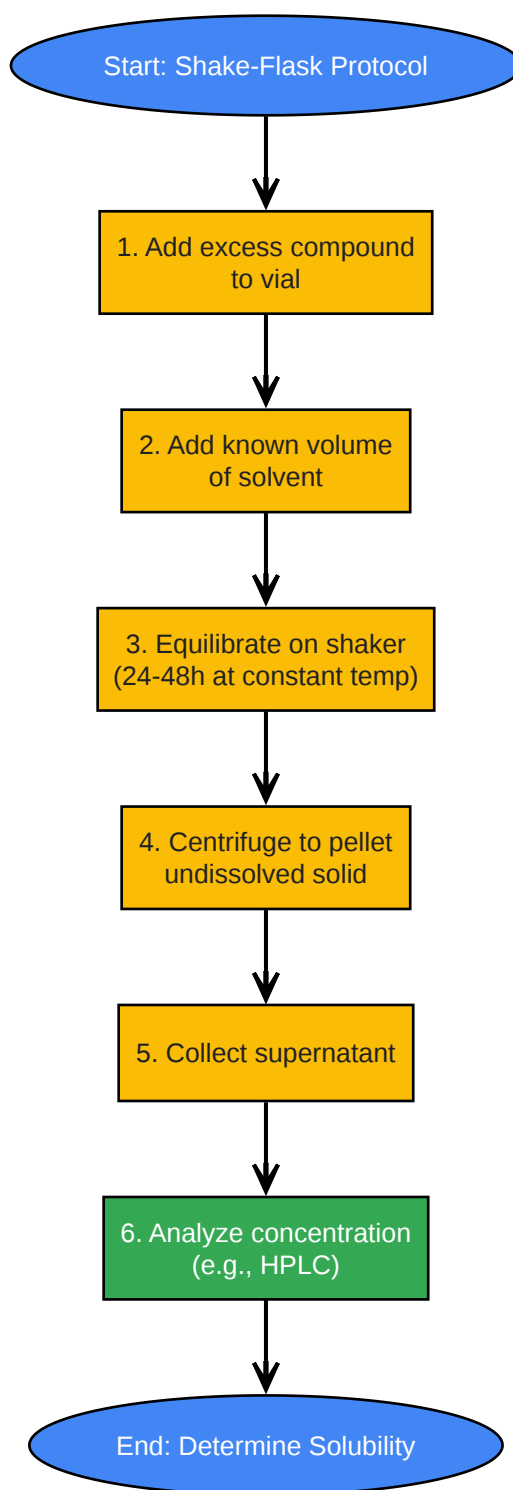 Start: Shake-Flask Protocol
1. Add excess compound
to vial
2. Add known volume
of solvent
3. Equilibrate on shaker
(24-48h at constant temp)
4. Centrifuge to pellet
undissolved solid
5. Collect supernatant
6. Analyze concentration
(e.g., HPLC)
End: Determine Solubility